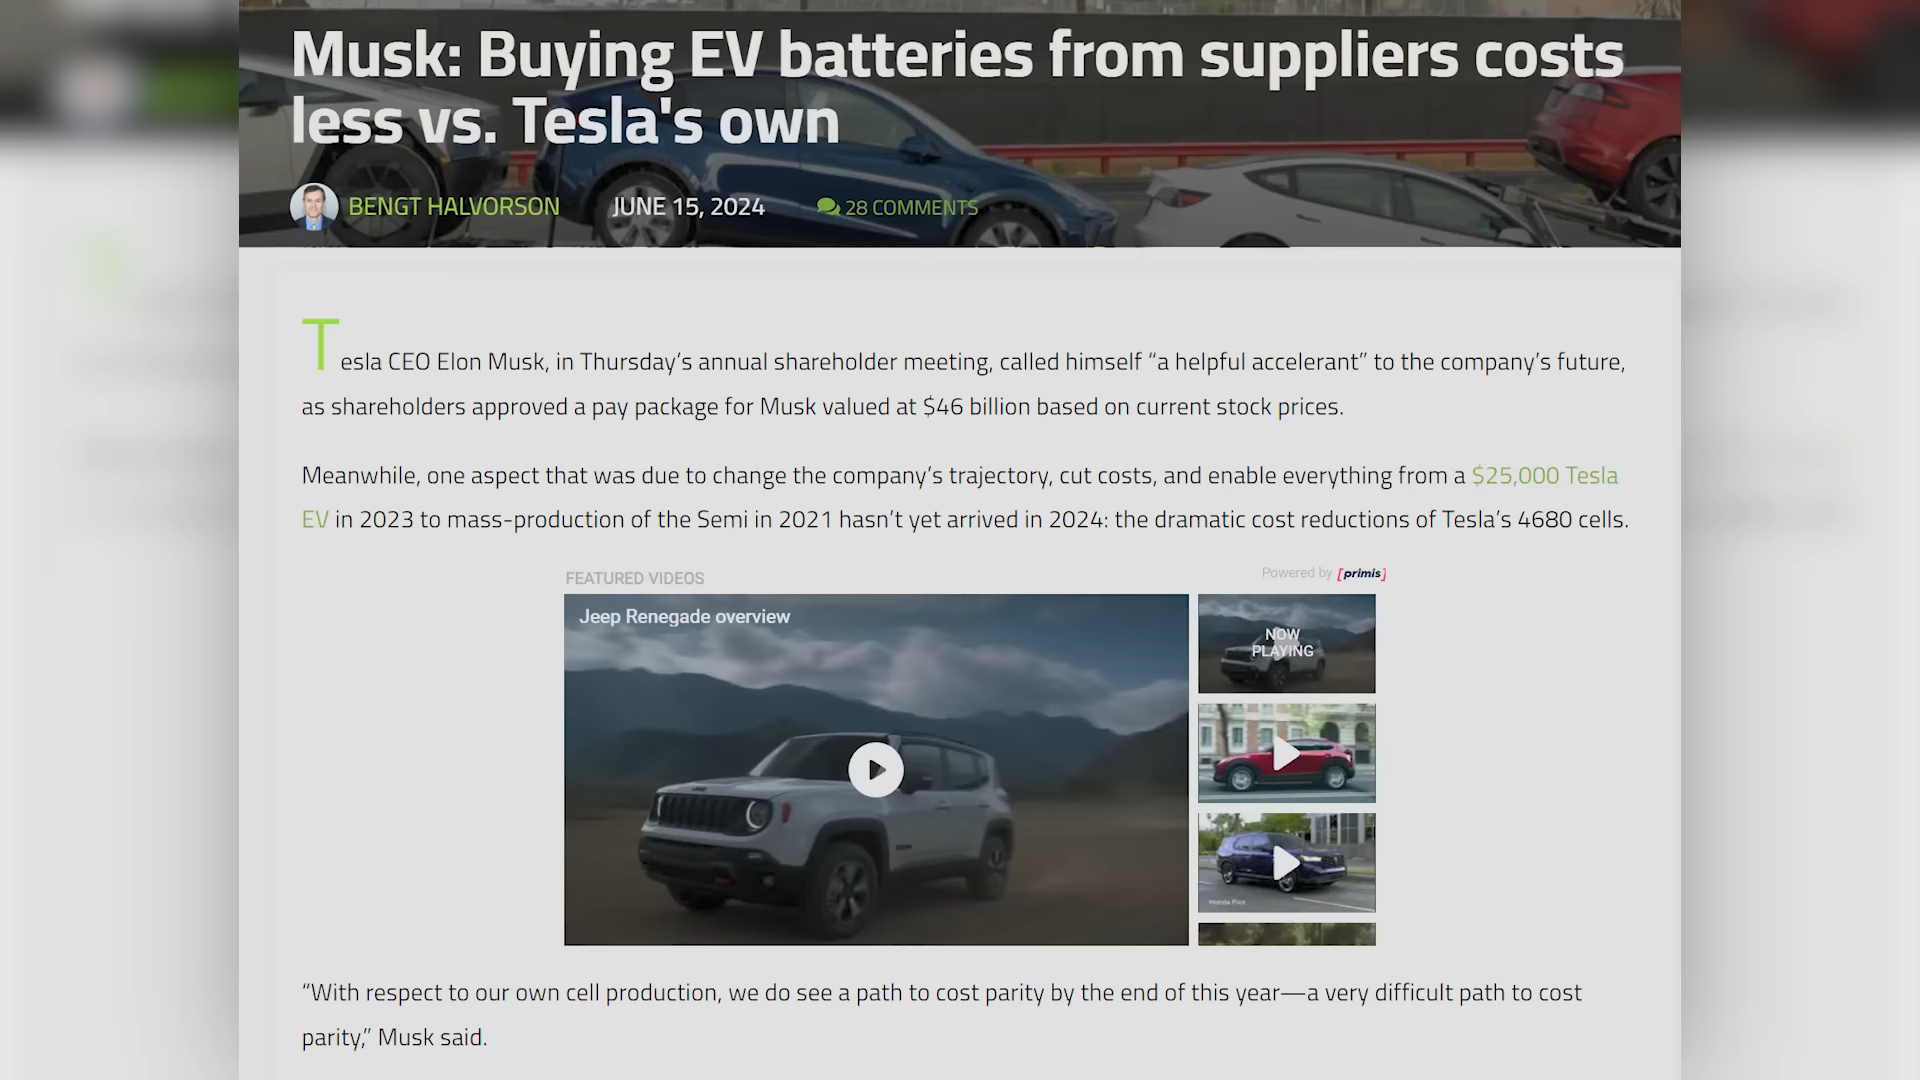 Musk: Buying EV batteries from suppliers costs
less vs. Tesla's own
BENGT HALVORSON JUNE 15, 2024 28 COMMENTS
Tesla CEO Elon Musk, in Thursday’s annual shareholder meeting, called himself “a helpful accelerant” to the company’s future,
as shareholders approved a pay package for Musk valued at $46 billion based on current stock prices.
Meanwhile, one aspect that was due to change the company’s trajectory, cut costs, and enable everything from a $25,000 Tesla
EV in 2023 to mass-production of the Semi in 2021 hasn’t yet arrived in 2024: the dramatic cost reductions of Tesla’s 4680 cells.
FEATURED VIDEOS
Powered by [primis]
Jeep Renegade overview
NOW
PLAYING
Honda Pilot
“With respect to our own cell production, we do see a path to cost parity by the end of this year—a very difficult path to cost
parity,” Musk said.